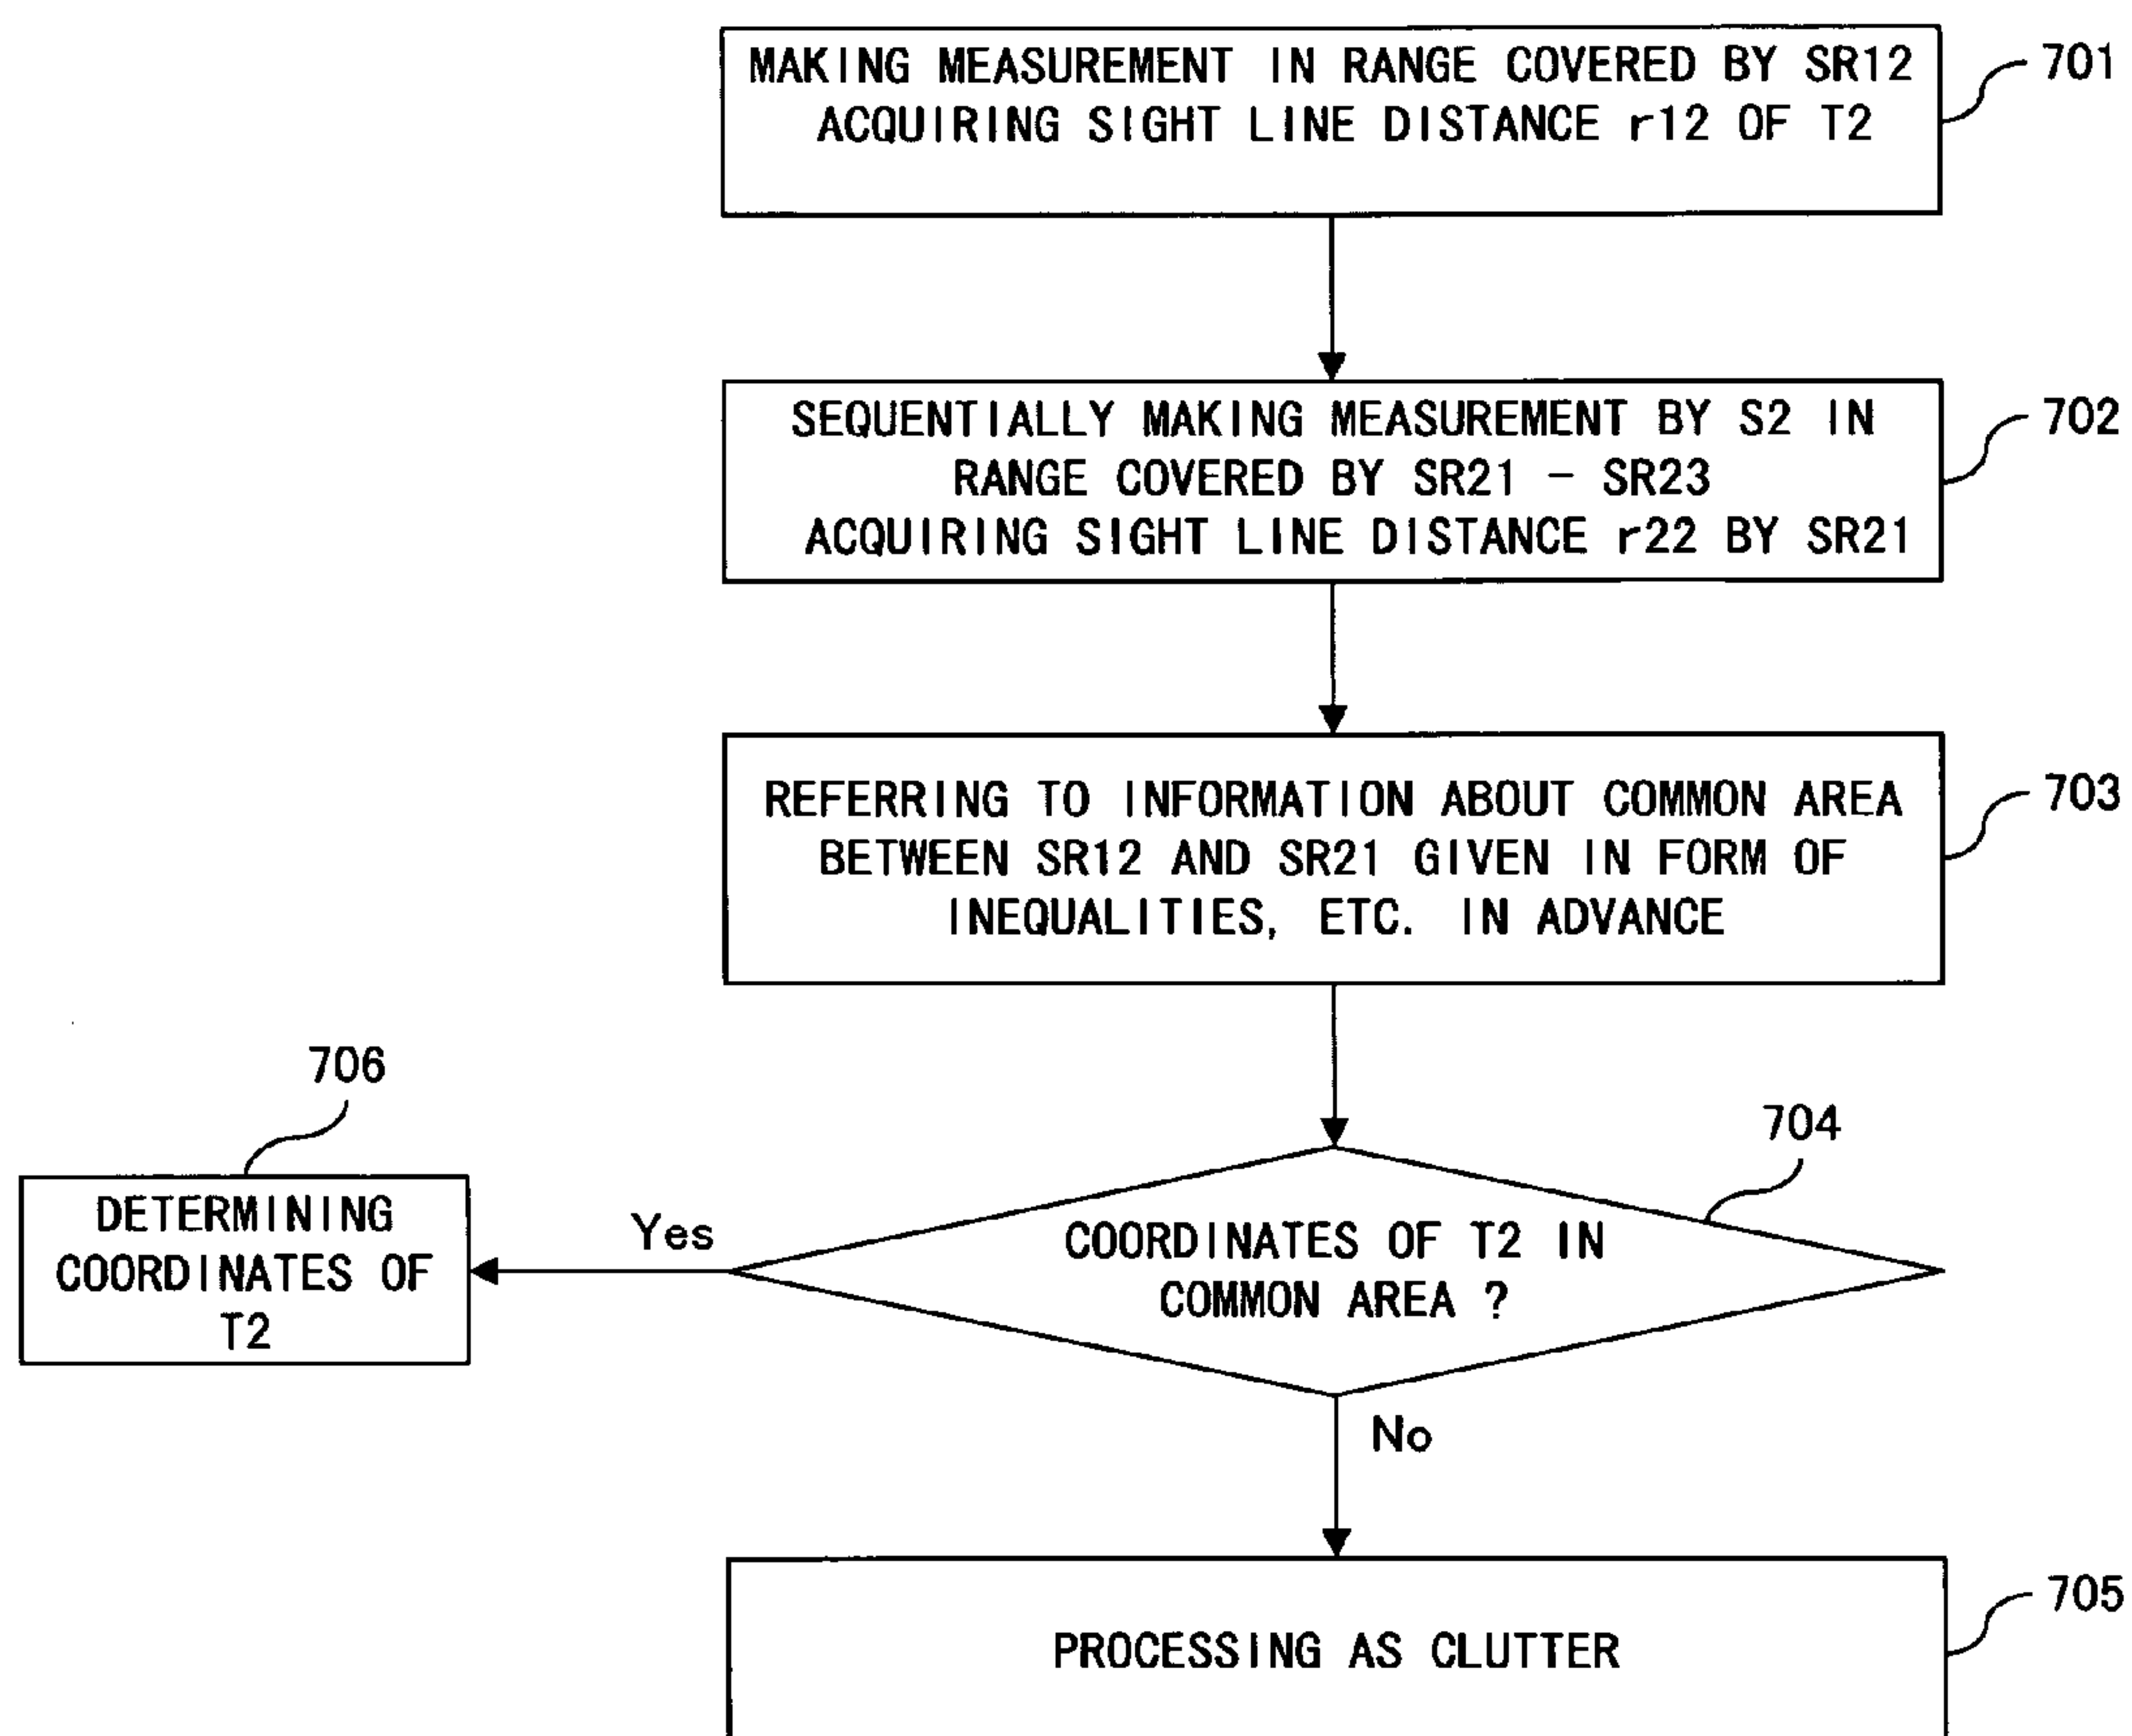 MAKING MEASUREMENT IN RANGE COVERED BY SR12
ACQUIRING SIGHT LINE DISTANCE r12 OF T2
701
SEQUENTIALLY MAKING MEASUREMENT BY S2 IN
RANGE COVERED BY SR21 - SR23
ACQUIRING SIGHT LINE DISTANCE r22 BY SR21
702
REFERRING TO INFORMATION ABOUT COMMON AREA
BETWEEN SR12 AND SR21 GIVEN IN FORM OF
INEQUALITIES, ETC. IN ADVANCE
703
COORDINATES OF T2 IN
COMMON AREA ?
704
Yes
706
DETERMINING
COORDINATES OF
T2
No
PROCESSING AS CLUTTER
705